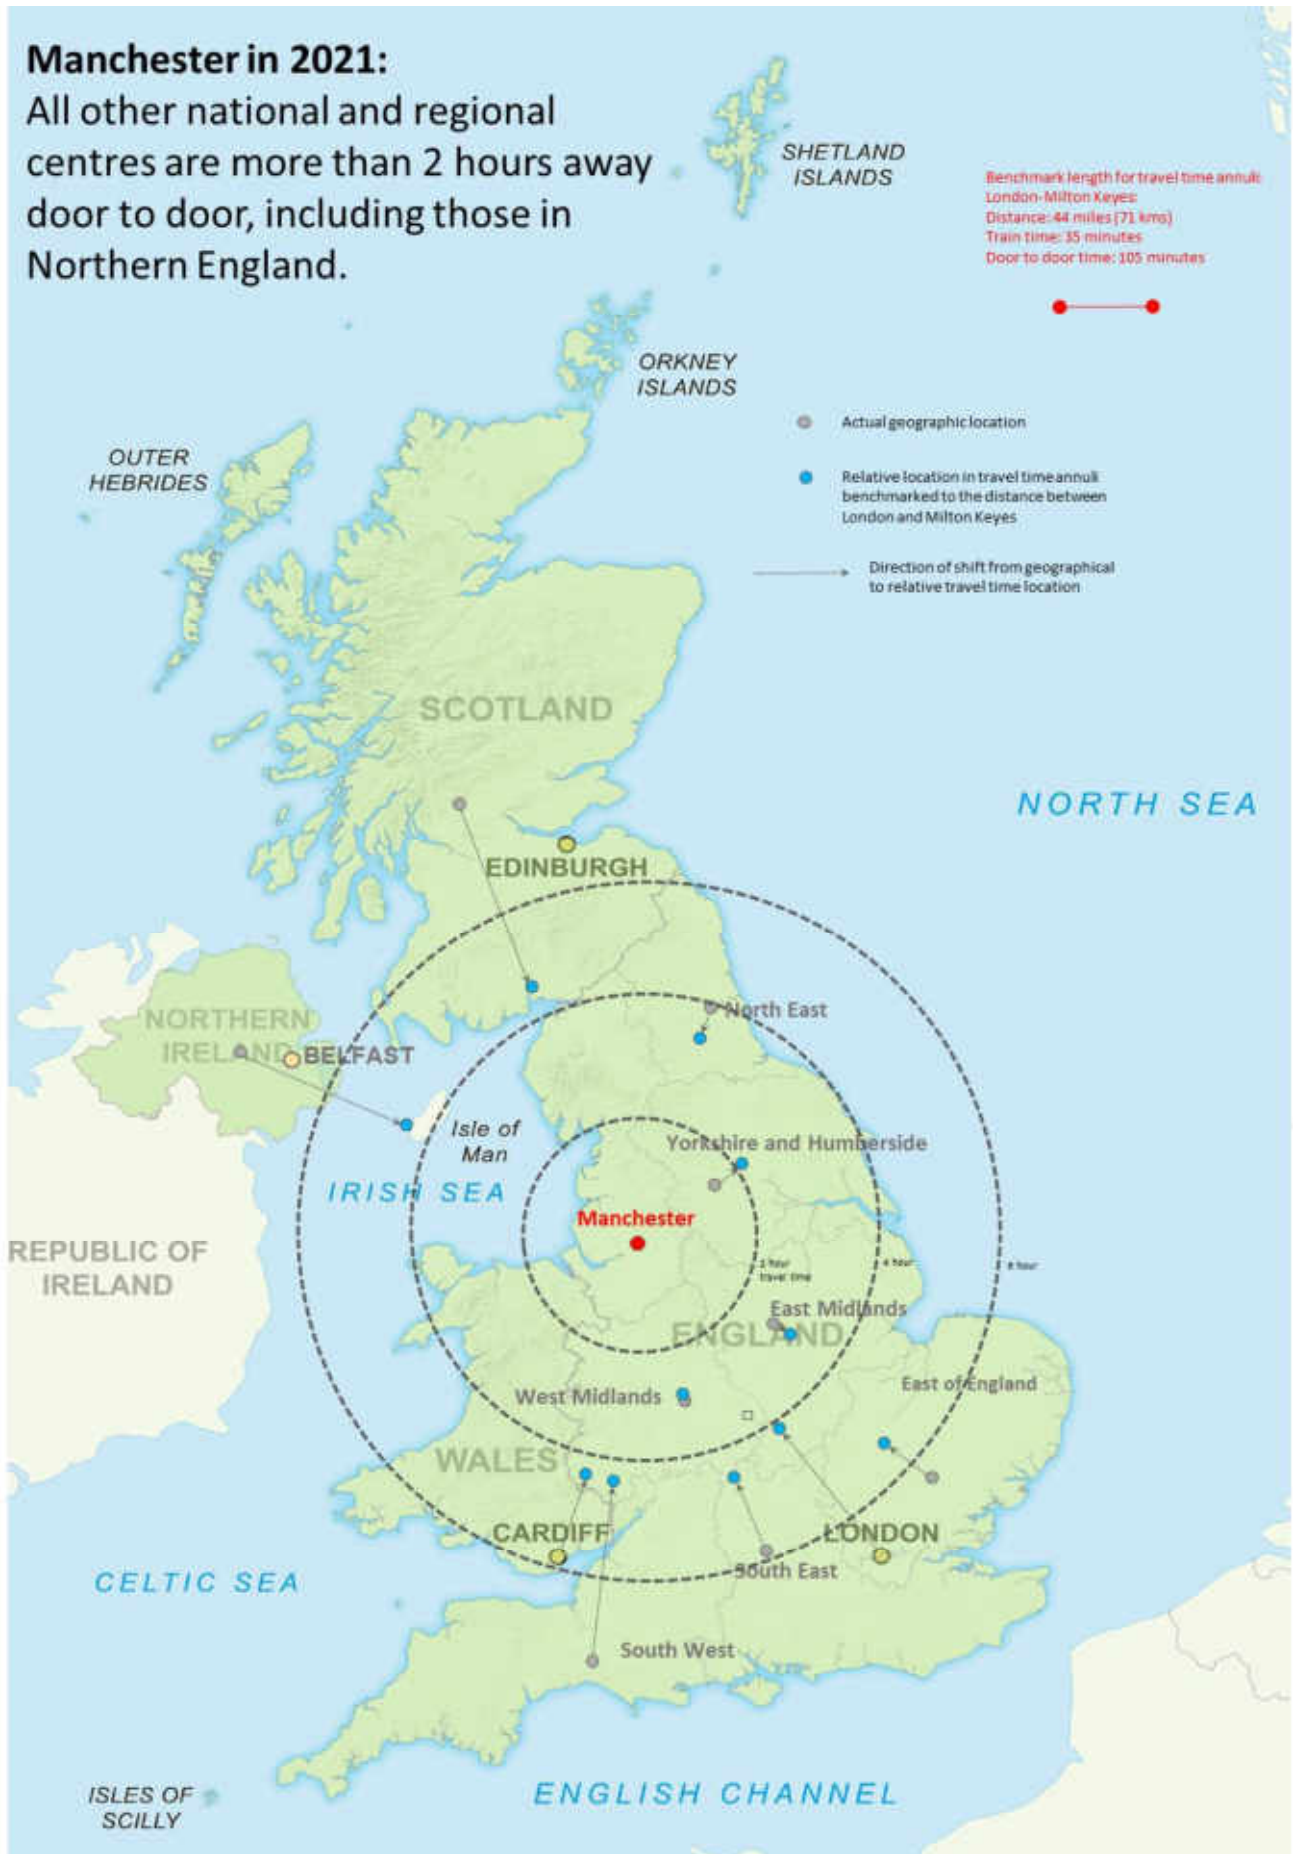 Manchester in 2021:
All other national and regional
centres are more than 2 hours away
door to door, including those in
Northern England.
SHETLAND
ISLANDS
Benchmark length for travel time annuli:
London-Milton Keyes:
Distance: 44 miles (71 kms)
Train time: 35 minutes
Door to door time: 105 minutes
ORKNEY
ISLANDS
Actual geographic location
OUTER
HEBRIDES
Relative location in travel time annuli
benchmarked to the distance between
London and Milton Keyes
Direction of shift from geographical
to relative travel time location
SCOTLAND
NORTH SEA
EDINBURGH
North East
NORTHERN
IRELAND
BELFAST
Isle of
Man
Yorkshire and Humberside
IRISH SEA
Manchester
REPUBLIC OF
IRELAND
hour
travel time
4 hour
hour
East Midlands
ENGLAND
East of England
West Midlands
WALES
CARDIFF
LONDON
South East
CELTIC SEA
South West
ISLES OF
SCILLY
ENGLISH CHANNEL